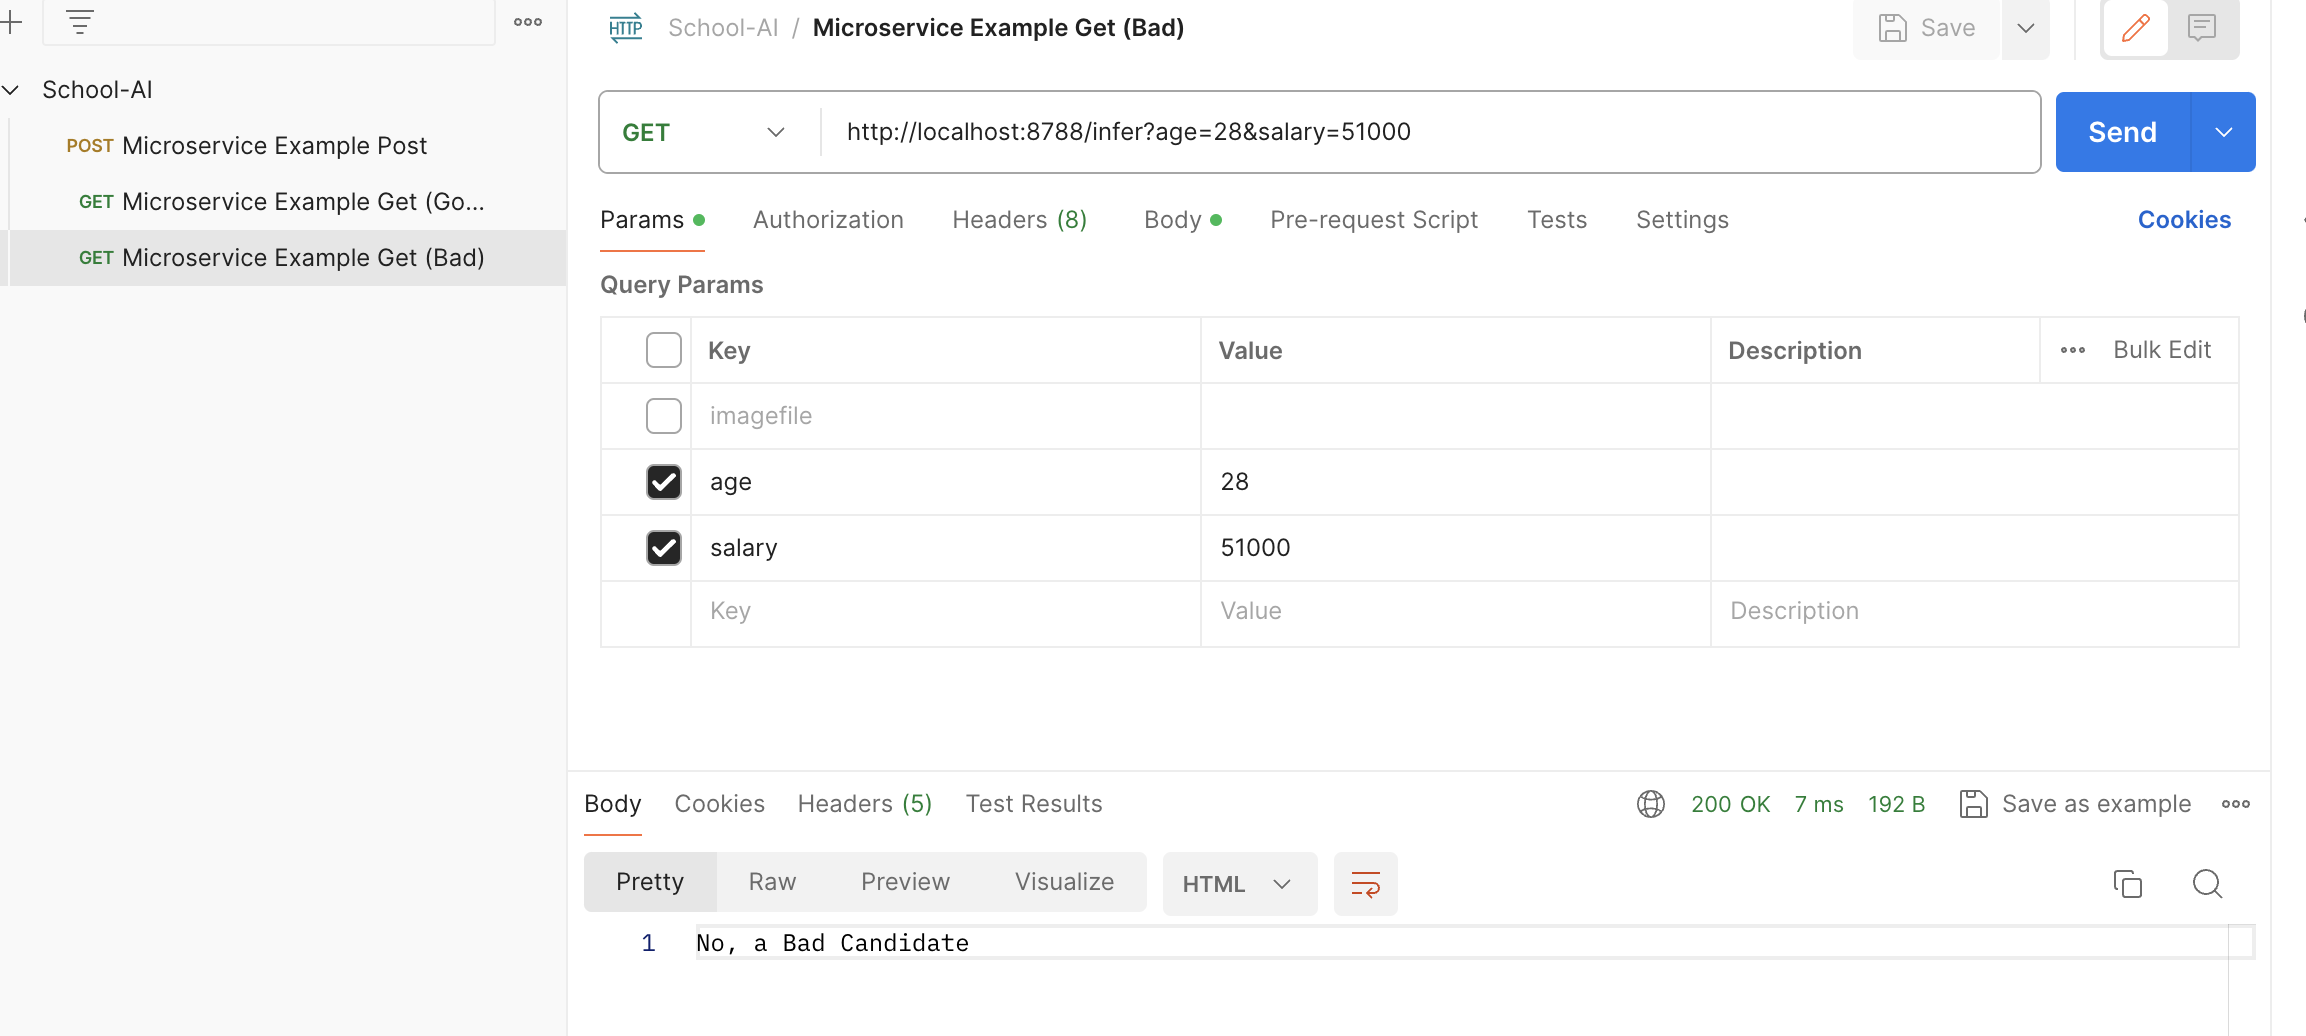 School-AI
POST Microservice Example Post
GET Microservice Example Get (Go...
GET Microservice Example Get (Bad)
HTTP School-AI / Microservice Example Get (Bad)
Save
GET http://localhost:8788/infer?age=28&salary=51000
Send
Params Authorization Headers (8) Body Pre-request Script Tests Settings Cookies
Query Params
Key Value Description Bulk Edit
imagefile
age 28
salary 51000
Key Value Description
Body Cookies Headers (5) Test Results 200 OK 7 ms 192 B Save as example
Pretty Raw Preview Visualize HTML
1 No, a Bad Candidate